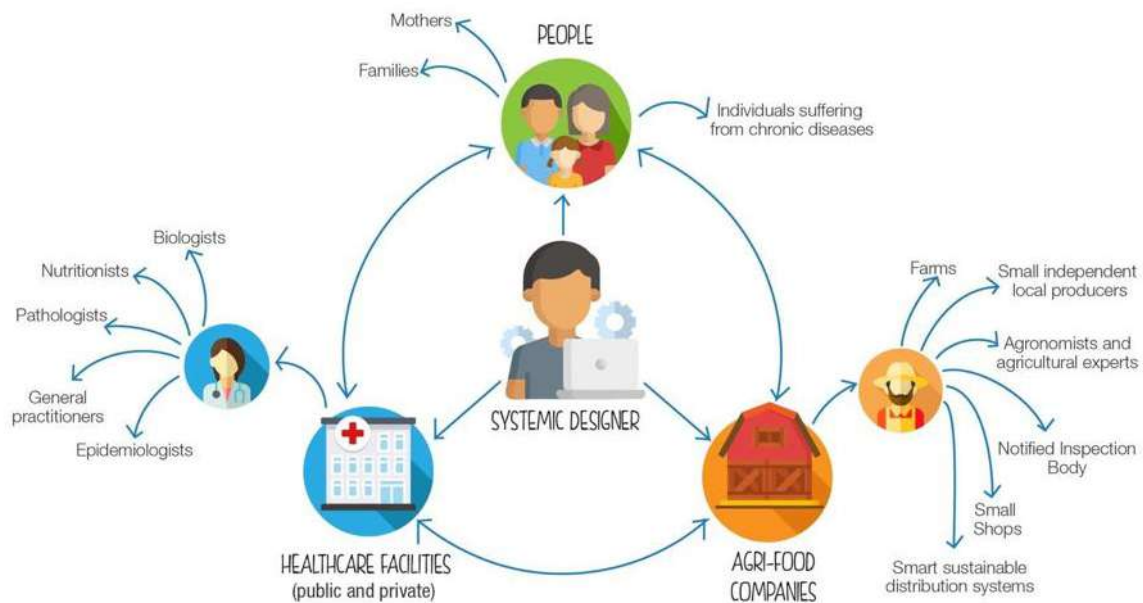 Mothers
PEOPLE
Families
Individuals suffering
from chronic diseases
Biologists
Nutritionists
Pathologists
General
practitioners
Epidemiologists
SYSTEMIC DESIGNER
Farms
Small independent
local producers
Agronomists and
agricultural experts
Notified Inspection
Body
Small
Shops
Smart sustainable
distribution systems
HEALTHCARE FACILITIES
(public and private)
AGRI-FOOD
COMPANIES